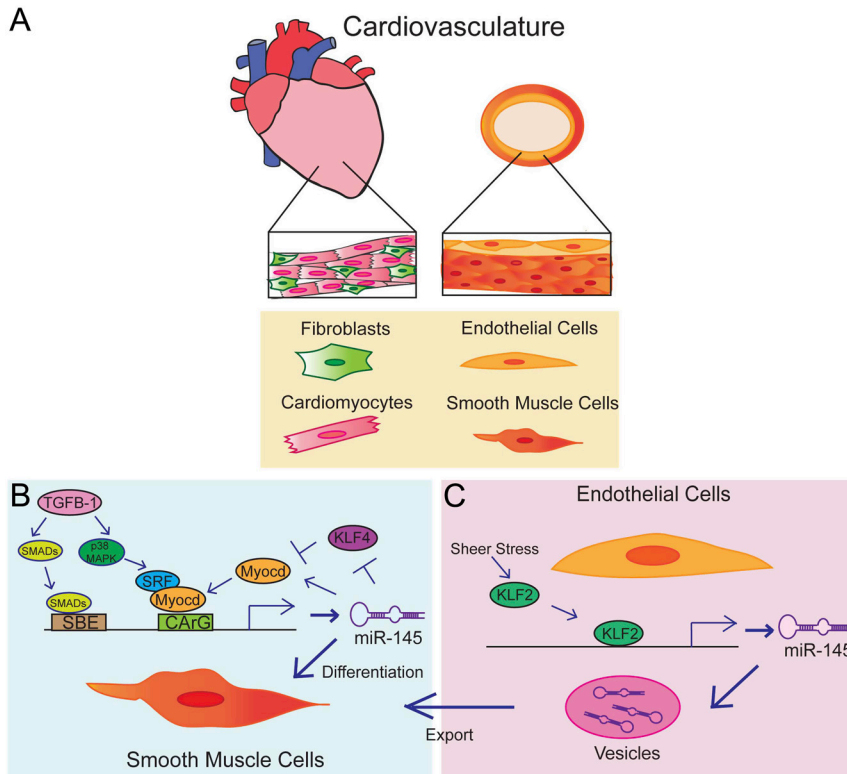 A
Cardiovasculature
Fibroblasts
Endothelial Cells
Cardiomyocytes
Smooth Muscle Cells
B
TGFB-1
SMADs
p38
MAPK
KLF4
SRF
Myocd
Myocd
SMADs
SBE
CArG
miR-145
Differentiation
Smooth Muscle Cells
C
Endothelial Cells
Sheer Stress
KLF2
KLF2
miR-145
Export
Vesicles